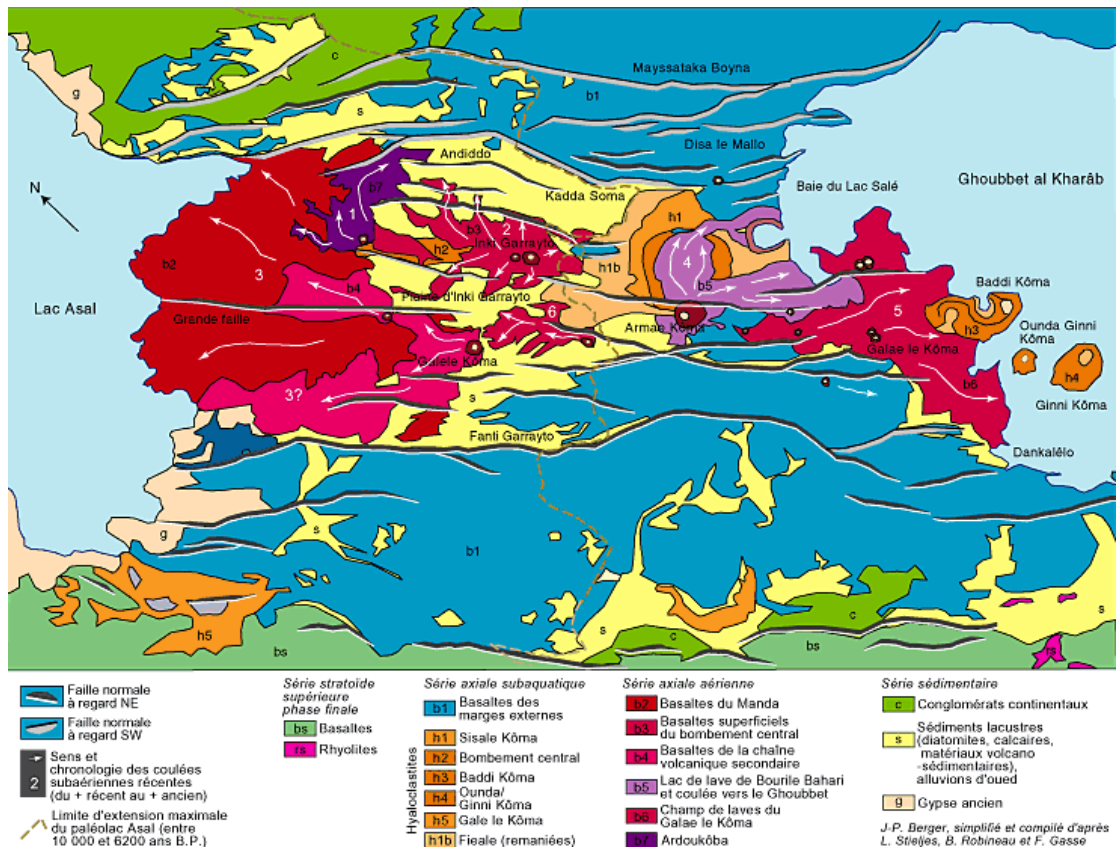 g
c
Mayssataka Boyna
b1
s
Disa le Mallo
N
Andiddo
b7
Kadda Soma
Baie du Lac Salé
Ghoubbet al Kharâb
1
b3
2
h1
Inki Garrayto
h2
h1b
4
b2
3
b4
b5
Baddi Kôma
Lac Asal
Plaine d'Inki Garrayto
6
5
h3
Grande faille
Armae Kôma
Ounda Ginni
Kôma
Galae le Kôma
Galele Kôma
b6
h4
Ginni Kôma
3?
s
Fanti Garrayto
Dankalêlo
s
g
b1
h5
s
c
c
s
bs
bs
rs
Faille normale
à regard NE
Faille normale
à regard SW
Sens et
chronologie des coulées
subaériennes récentes
2
(du + récent au + ancien)
Limite d'extension maximale
du paléolac Asal (entre
10 000 et 6200 ans B.P.)
Série stratoïde
supérieure
phase finale
bs Basaltes
rs Rhyolites
Série axiale subaquatique
b1 Basaltes des
marges externes
Hyaloclastites
h1 Sisale Kôma
h2 Bombement central
h3 Baddi Kôma
h4 Ounda/
Ginni Kôma
h5 Gale le Kôma
h1b Fieale (remaniées)
Série axiale aérienne
b2 Basaltes du Manda
b3 Basaltes superficiels
du bombement central
b4 Basaltes de la chaîne
volcanique secondaire
b5 Lac de lave de Bourile Bahari
et coulée vers le Ghoubbet
b6 Champ de laves du
Galae le Kôma
b7 Ardoukôba
Série sédimentaire
c Conglomérats continentaux
s Sédiments lacustres
(diatomites, calcaires,
matériaux volcano
-sédimentaires),
alluvions d'oued
g Gypse ancien
J-P. Berger, simplifié et compilé d'après
L. Stieltjes, B. Robineau et F. Gasse